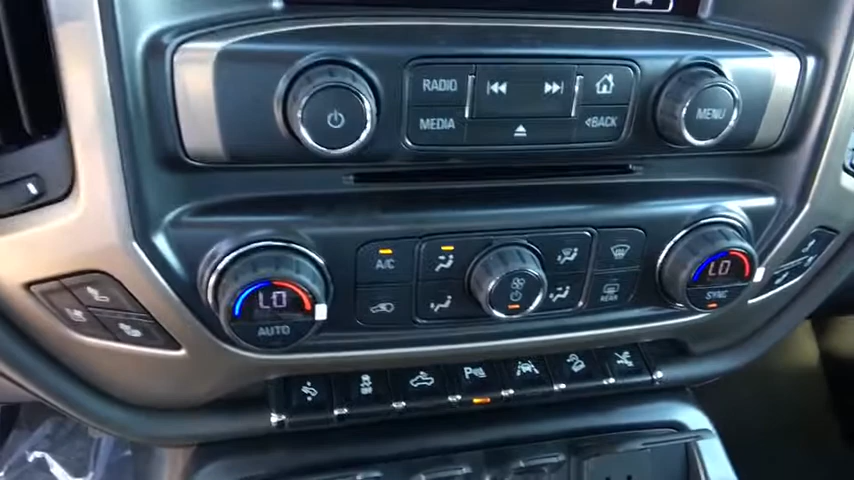 RADIO
MEDIA
BACK
MENU
A/C
LO
AUTO
REAR
LO
SYNC